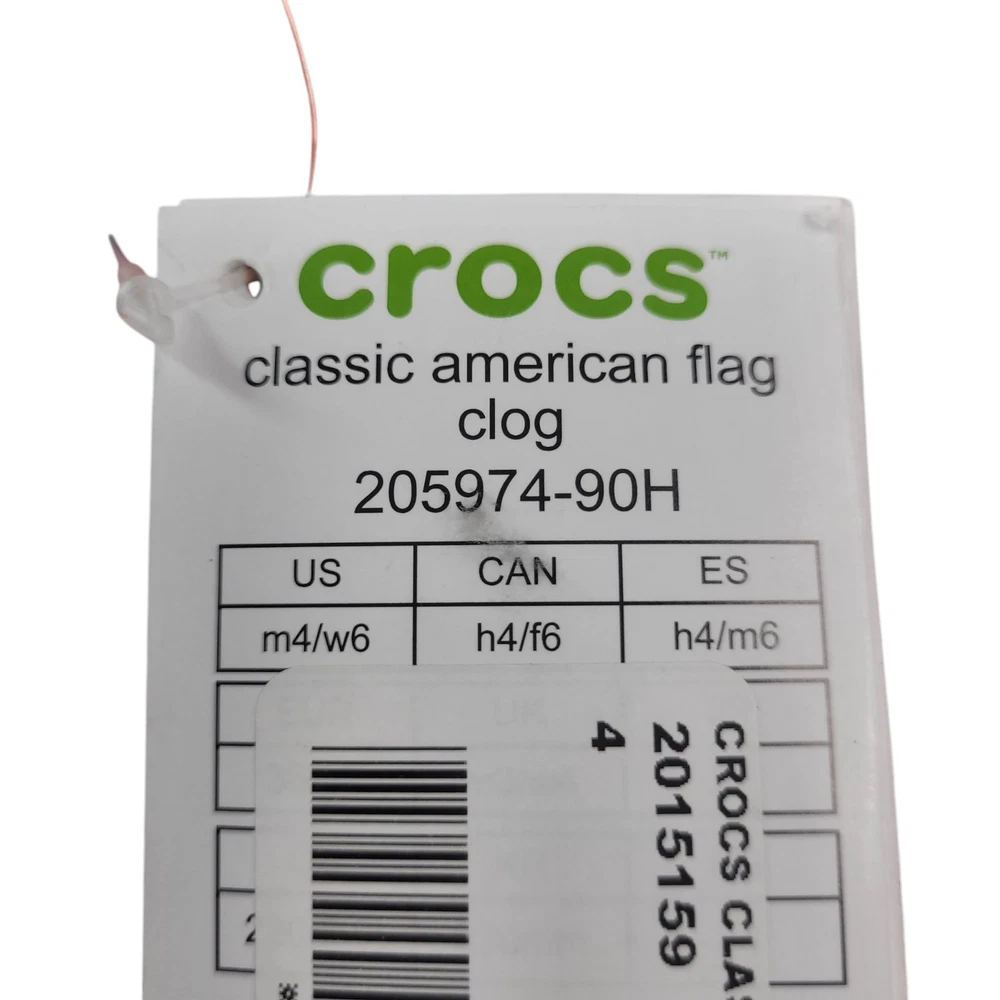 crocs™
classic american flag
clog
205974-90H
US CAN ES
m4/w6 h4/f6 h4/m6
CROCS CLAS
20151159
4
2
*